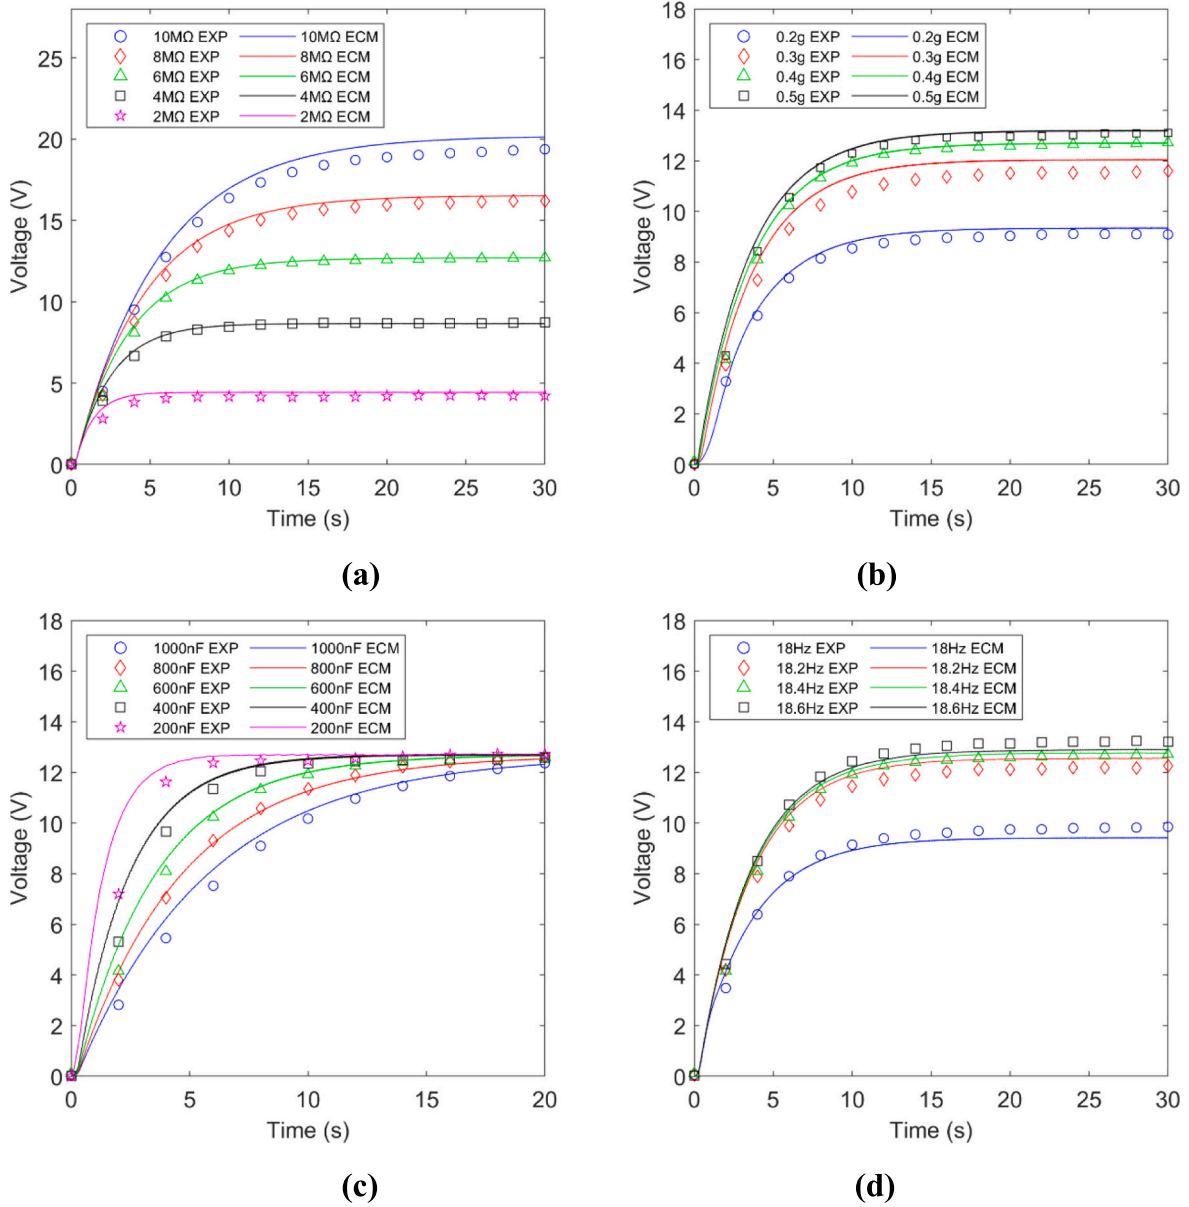 10MΩ EXP 10MΩ ECM
8MΩ EXP 8MΩ ECM
6MΩ EXP 6MΩ ECM
4MΩ EXP 4MΩ ECM
2MΩ EXP 2MΩ ECM
25
20
15
10
5
0
0 5 10 15 20 25 30
Voltage (V)
Time (s)
(a)
0.2g EXP 0.2g ECM
0.3g EXP 0.3g ECM
0.4g EXP 0.4g ECM
0.5g EXP 0.5g ECM
18
16
14
12
10
8
6
4
2
0
0 5 10 15 20 25 30
Voltage (V)
Time (s)
(b)
1000nF EXP 1000nF ECM
800nF EXP 800nF ECM
600nF EXP 600nF ECM
400nF EXP 400nF ECM
200nF EXP 200nF ECM
18
16
14
12
10
8
6
4
2
0
0 5 10 15 20
Voltage (V)
Time (s)
(c)
18Hz EXP 18Hz ECM
18.2Hz EXP 18.2Hz ECM
18.4Hz EXP 18.4Hz ECM
18.6Hz EXP 18.6Hz ECM
18
16
14
12
10
8
6
4
2
0
0 5 10 15 20 25 30
Voltage (V)
Time (s)
(d)